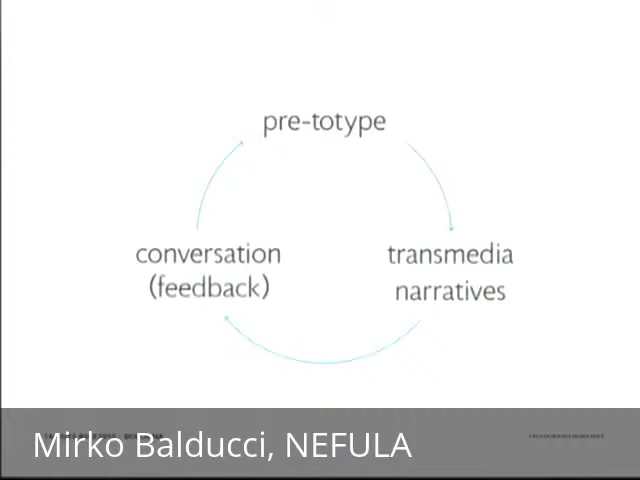 pre-totype
conversation
(feedback)
transmedia
narratives
Mirko Balducci, NEFULA